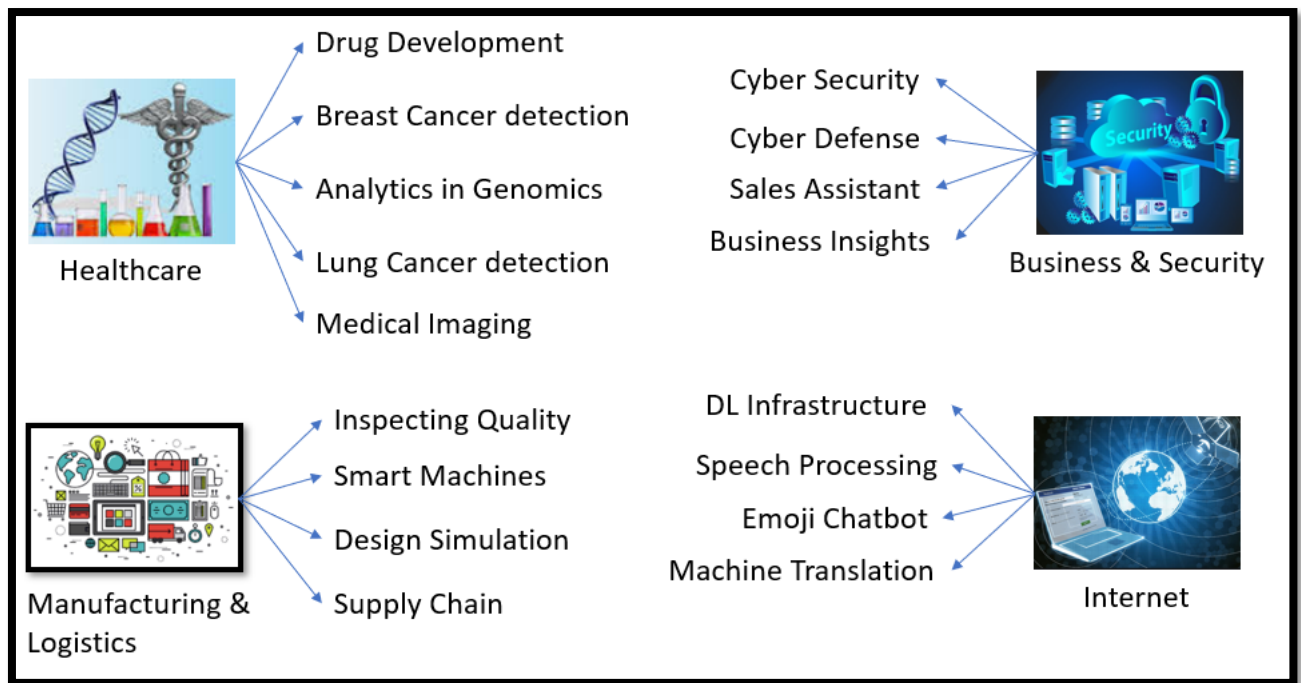 Drug Development
Breast Cancer detection
Analytics in Genomics
Lung Cancer detection
Medical Imaging
Healthcare
Cyber Security
Cyber Defense
Sales Assistant
Business Insights
Security
Business & Security
Inspecting Quality
Smart Machines
Design Simulation
Supply Chain
Manufacturing &
Logistics
DL Infrastructure
Speech Processing
Emoji Chatbot
Machine Translation
Internet